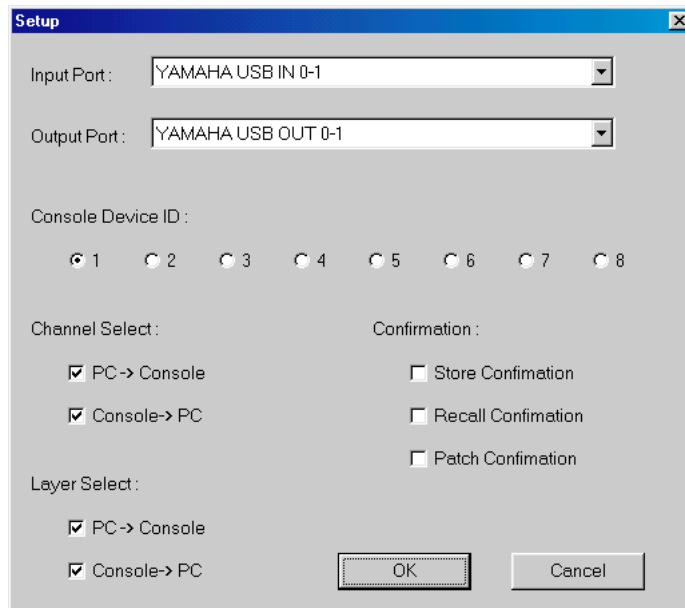 Setup
Input Port :
YAMAHA USB IN 0-1
Output Port :
YAMAHA USB OUT 0-1
Console Device ID :
1 2 3 4 5 6 7 8
Channel Select :
PC -> Console
Console-> PC
Confirmation :
Store Confimation
Recall Confimation
Patch Confimation
Layer Select :
PC -> Console
Console-> PC
OK
Cancel